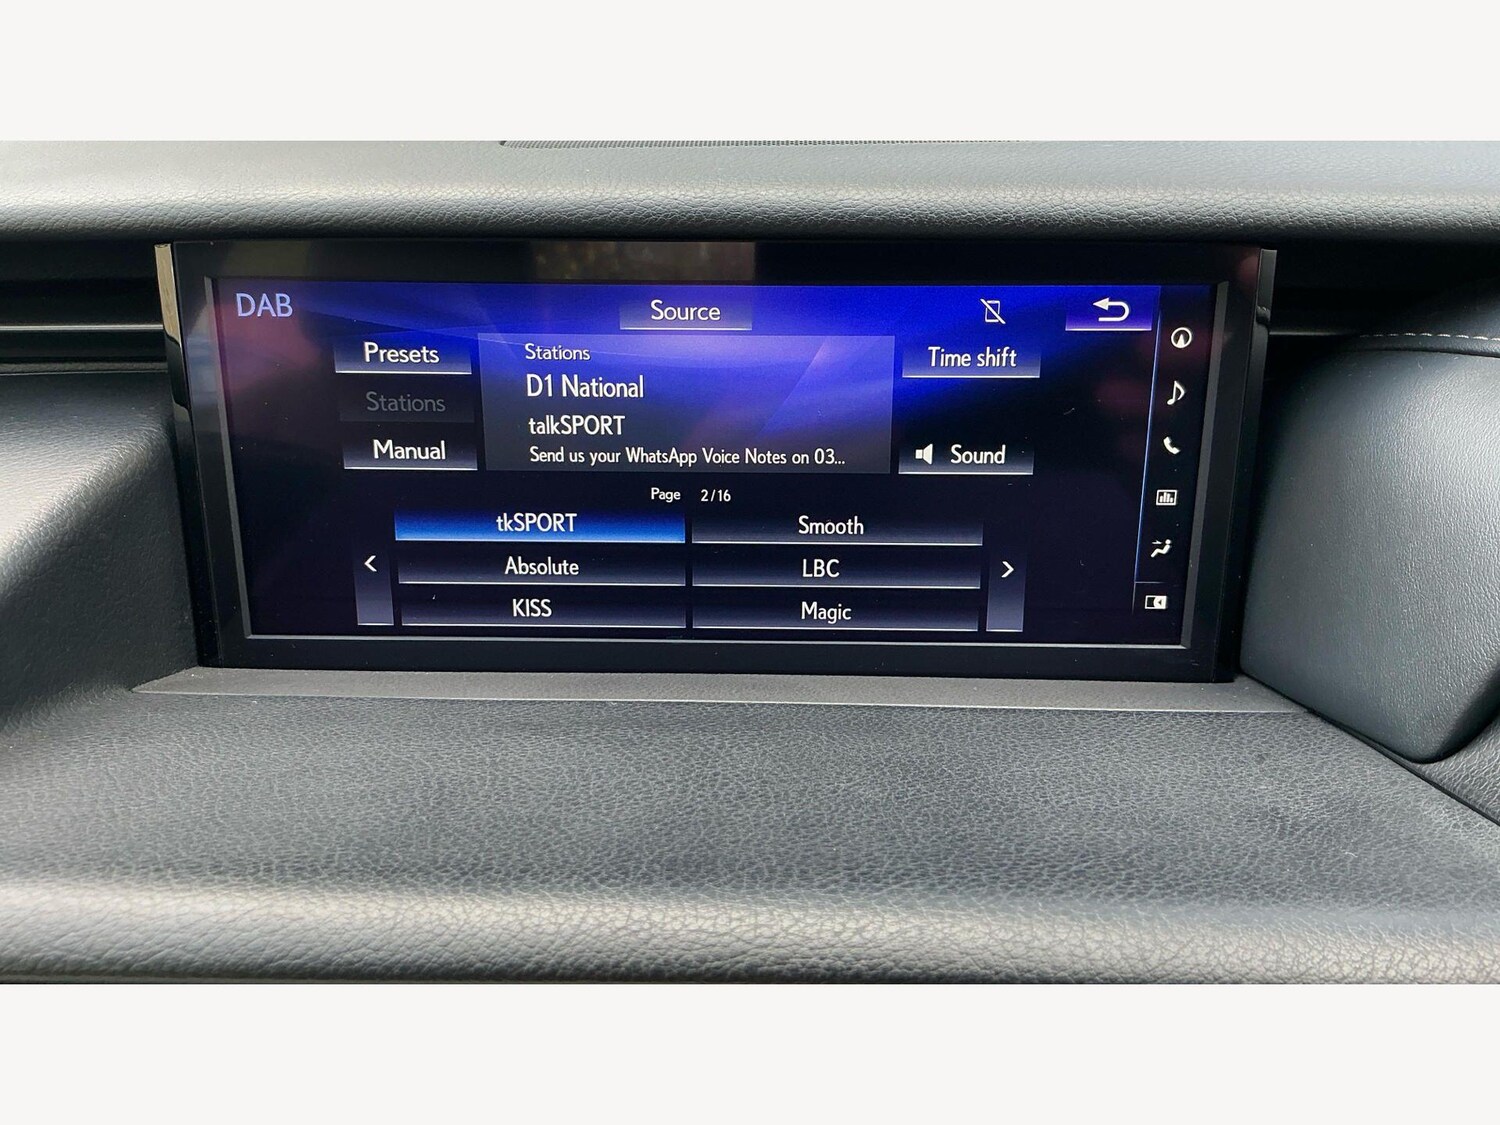 DAB
Source
Presets
Stations
Time shift
D1 National
Stations
talkSPORT
Manual
Send us your WhatsApp Voice Notes on 03...
Sound
Page 2/16
tkSPORT
Smooth
<
Absolute
LBC
>
KISS
Magic